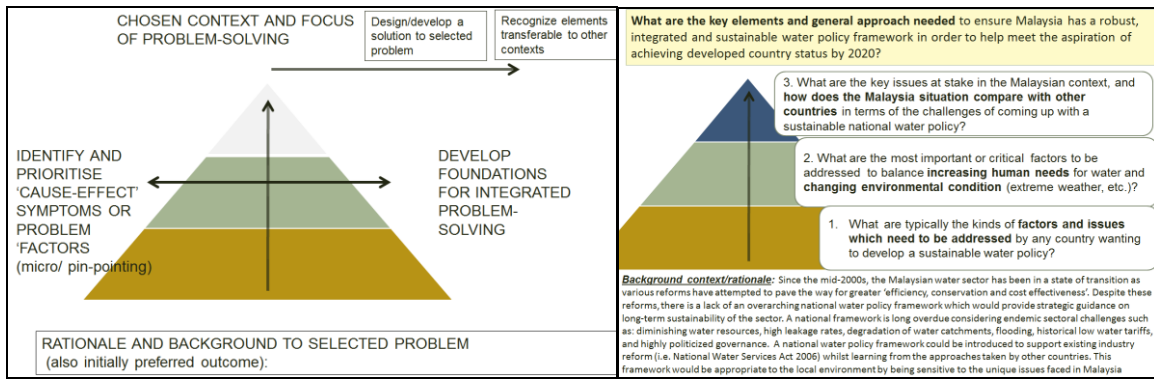 CHOSEN CONTEXT AND FOCUS
OF PROBLEM-SOLVING
Design/develop a
solution to selected
problem
Recognize elements
transferable to other
contexts
IDENTIFY AND
PRIORITISE
‘CAUSE-EFFECT’
SYMPTOMS OR
PROBLEM
‘FACTORS
(micro/ pin-pointing)
DEVELOP
FOUNDATIONS
FOR INTEGRATED
PROBLEM-
SOLVING
RATIONALE AND BACKGROUND TO SELECTED PROBLEM
(also initially preferred outcome):
What are the key elements and general approach needed to ensure Malaysia has a robust,
integrated and sustainable water policy framework in order to help meet the aspiration of
achieving developed country status by 2020?
3. What are the key issues at stake in the Malaysian context, and
how does the Malaysia situation compare with other
countries in terms of the challenges of coming up with a
sustainable national water policy?
2. What are the most important or critical factors to be
addressed to balance increasing human needs for water and
changing environmental condition (extreme weather, etc.)?
1. What are typically the kinds of factors and issues
which need to be addressed by any country wanting
to develop a sustainable water policy?
Background context/rationale: Since the mid-2000s, the Malaysian water sector has been in a state of transition as
various reforms have attempted to pave the way for greater ‘efficiency, conservation and cost effectiveness’. Despite these
reforms, there is a lack of an overarching national water policy framework which would provide strategic guidance on
long-term sustainability of the sector. A national framework is long overdue considering endemic sectoral challenges such
as: diminishing water resources, high leakage rates, degradation of water catchments, flooding, historical low water tariffs,
and highly politicized governance. A national water policy framework could be introduced to support existing industry
reform (i.e. National Water Services Act 2006) whilst learning from the approaches taken by other countries. This
framework would be appropriate to the local environment by being sensitive to the unique issues faced in Malaysia